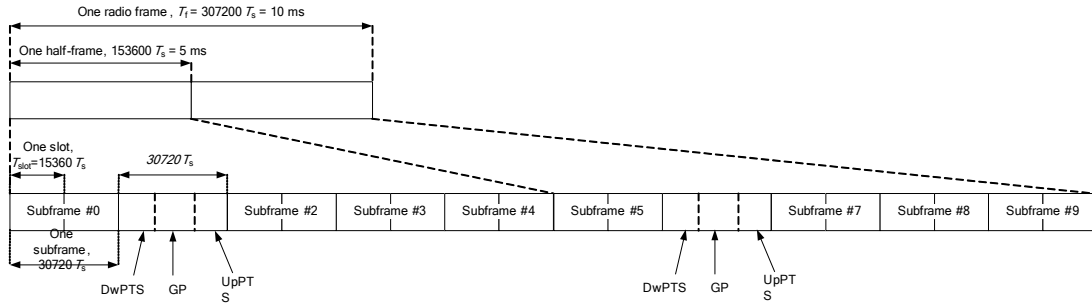 One radio frame , Tf = 307200 Ts = 10 ms
One half-frame, 153600 Ts = 5 ms
One slot,
Tslot=15360 Ts
30720 Ts
Subframe #0
Subframe #2
Subframe #3
Subframe #4
Subframe #5
Subframe #7
Subframe #8
Subframe #9
One
subframe ,
30720 Ts
DwPTS
GP
UpPT
S
DwPTS
GP
UpPT
S